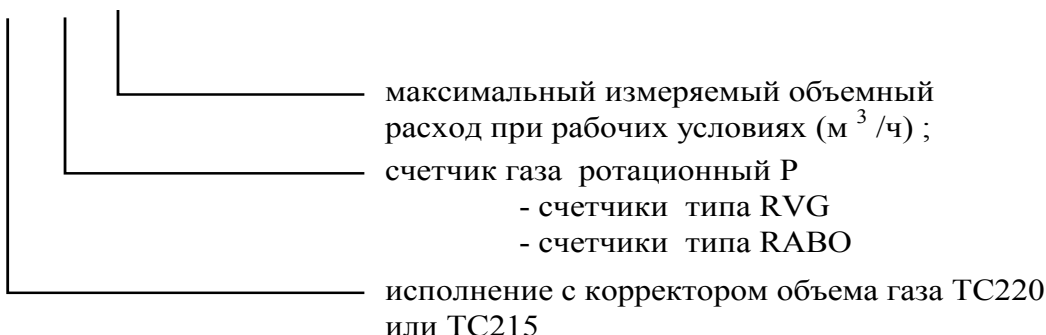 максимальный измеряемый объемный
расход при рабочих условиях (м 3 /ч) ;
счетчик газа ротационный Р
- счетчики типа RVG
- счетчики типа RABO
исполнение с корректором объема газа ТС220
или ТС215